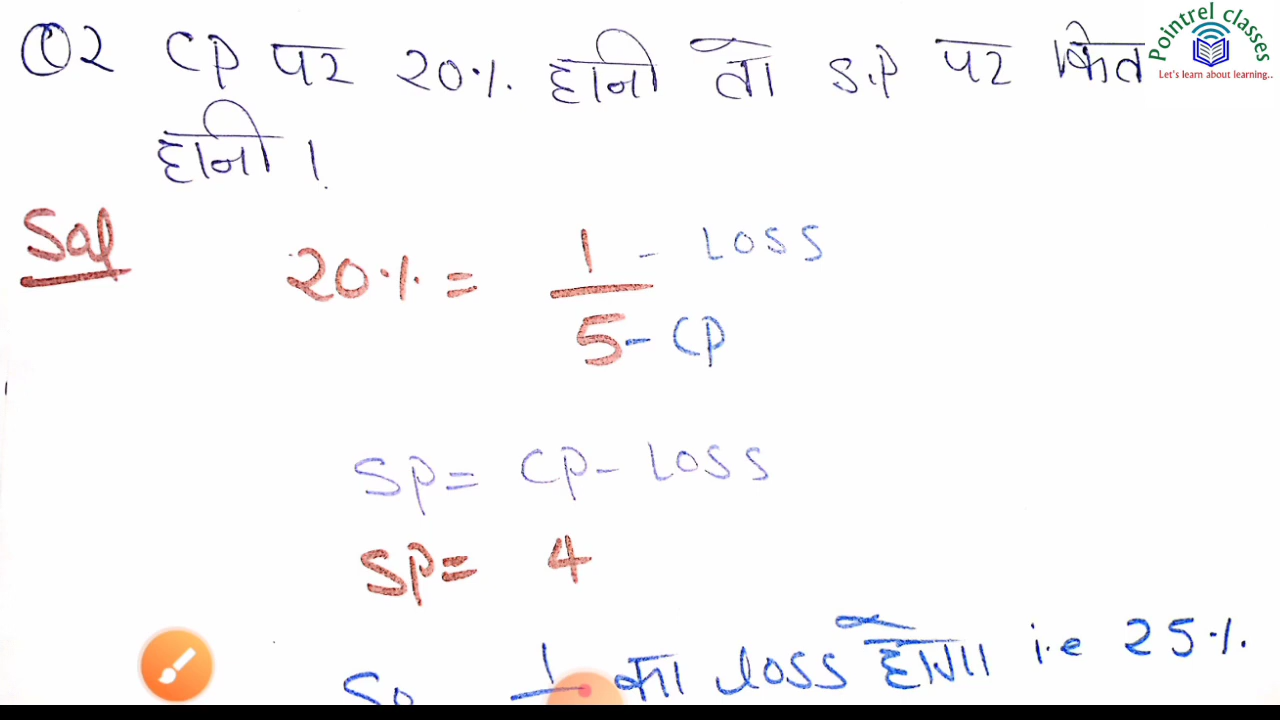 Q2 CP पर 20% हानी तो S.P पर कित
हानी ।
Pointrel classes
Let's learn about learning..
Sol
20% = 1 - LOSS
5 - CP
SP = CP - LOSS
SP = 4
So 1 का loss होगा i.e 25%